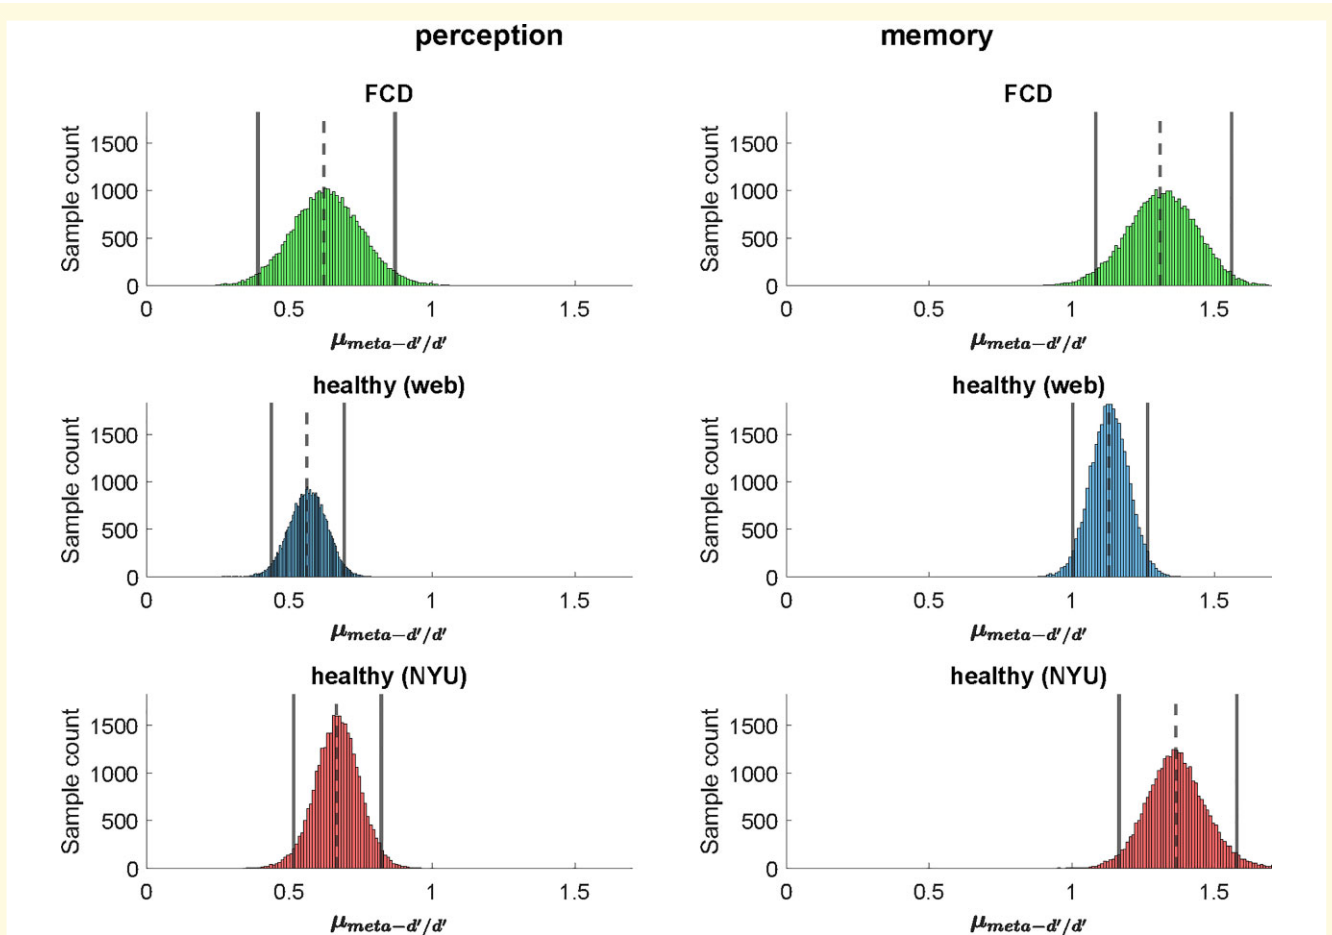 perception memory
FCD
Sample count
1500
1000
500
0
0 0.5 1 1.5
μmeta−d′/d′
FCD
Sample count
1500
1000
500
0
0 0.5 1 1.5
μmeta−d′/d′
healthy (web)
Sample count
1500
1000
500
0
0 0.5 1 1.5
μmeta−d′/d′
healthy (web)
Sample count
1500
1000
500
0
0 0.5 1 1.5
μmeta−d′/d′
healthy (NYU)
Sample count
1500
1000
500
0
0 0.5 1 1.5
μmeta−d′/d′
healthy (NYU)
Sample count
1500
1000
500
0
0 0.5 1 1.5
μmeta−d′/d′